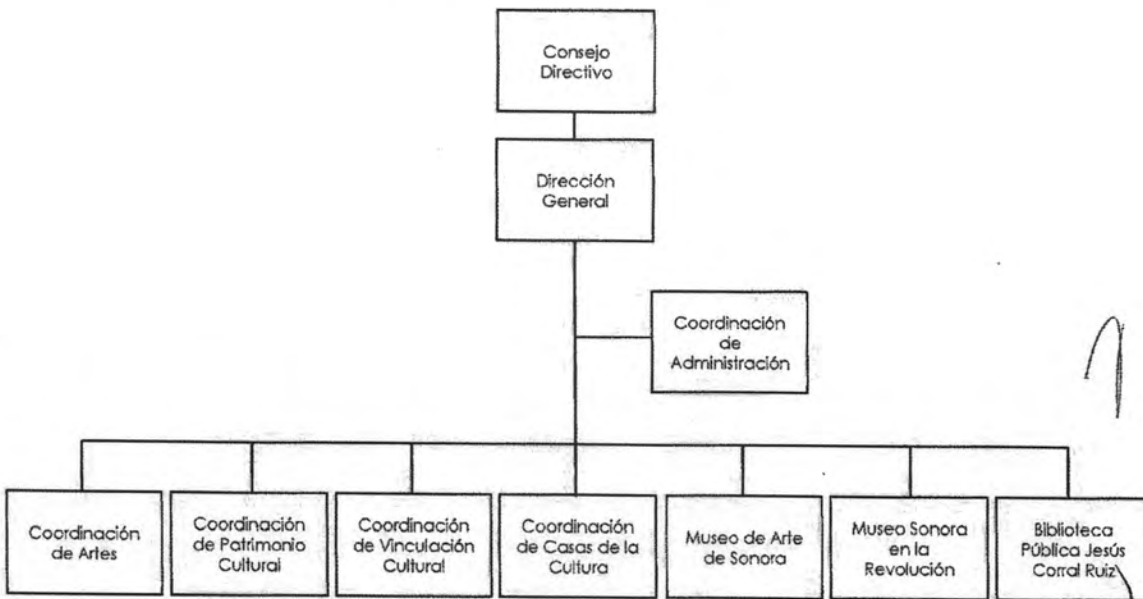 Consejo
Directivo
Dirección
General
Coordinación
de
Administración
Coordinación
de Artes
Coordinación
de Patrimonio
Cultural
Coordinación
de Vinculación
Cultural
Coordinación
de Casas de la
Cultura
Museo de Arte
de Sonora
Museo Sonora
en la
Revolución
Biblioteca
Pública Jesús
Corral Ruiz